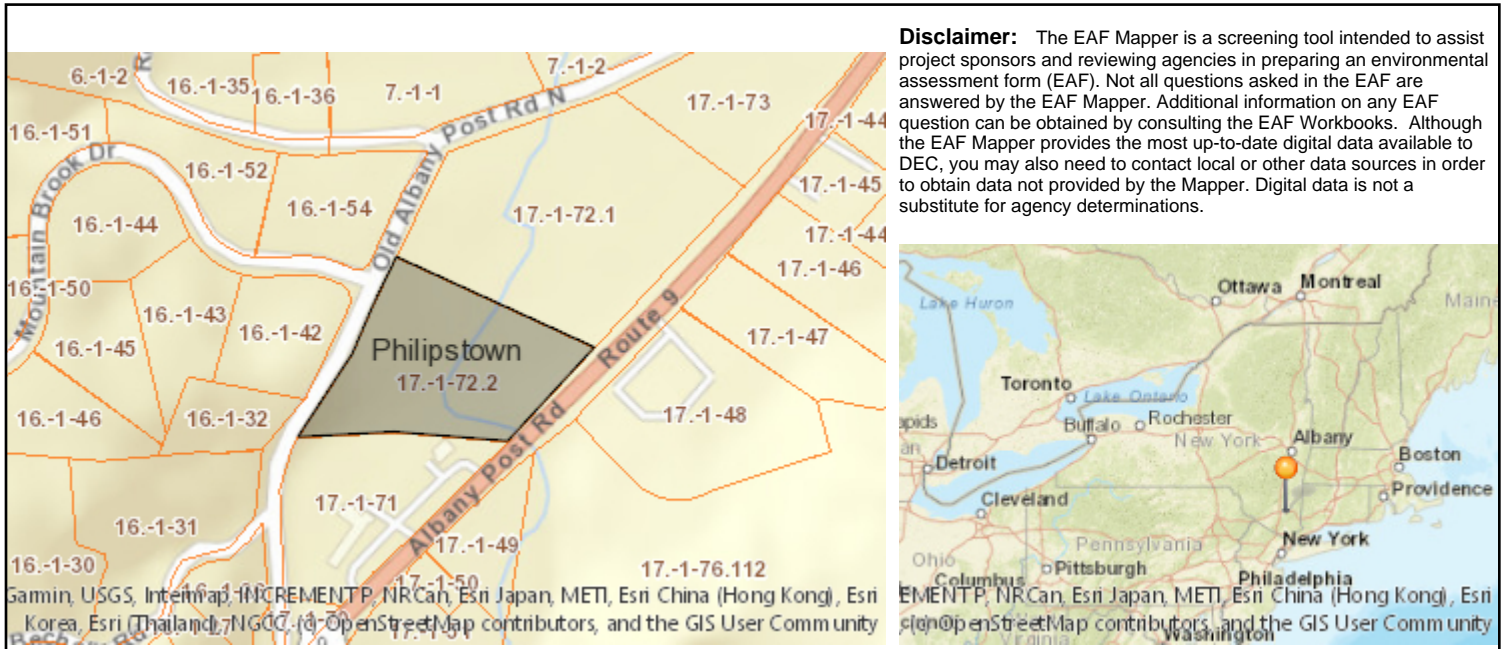 Disclaimer: The EAF Mapper is a screening tool intended to assist
project sponsors and reviewing agencies in preparing an environmental
assessment form (EAF). Not all questions asked in the EAF are
answered by the EAF Mapper. Additional information on any EAF
question can be obtained by consulting the EAF Workbooks. Although
the EAF Mapper provides the most up-to-date digital data available to
DEC, you may also need to contact local or other data sources in order
to obtain data not provided by the Mapper. Digital data is not a
substitute for agency determinations.
6.-1-2
16.-1-35
16.-1-36
7.-1-1
7.-1-2
17.-1-73
17.-1-44
16.-1-51
Mountain Brook Dr
16.-1-52
Old Albany Post Rd N
17.-1-45
16.-1-54
17.-1-72.1
16.-1-44
17.-1-44
17.-1-46
16.-1-50
16.-1-43
16.-1-42
Route 9
17.-1-47
16.-1-45
Philipstown
17.-1-72.2
16.-1-46
16.-1-32
17.-1-48
Albany Post Rd
17.-1-71
16.-1-31
17.-1-49
16.-1-30
17.-1-50
17.-1-76.112
Garmin, USGS, Intermap, INCREMENT P, NRCan, Esri Japan, METI, Esri China (Hong Kong), Esri
Korea, Esri (Thailand), NGCC, (c) OpenStreetMap contributors, and the GIS User Community
Ottawa
Montreal
Maine
Lake Huron
Toronto
Lake Ontario
Rochester
Buffalo
New York
Albany
Boston
Detroit
Providence
Cleveland
New York
Pennsylvania
Ohio
Pittsburgh
Columbus
Philadelphia
EMENT P, NRCan, Esri Japan, METI, Esri China (Hong Kong), Esri
(c) OpenStreetMap contributors, and the GIS User Community
Virginia
Washington